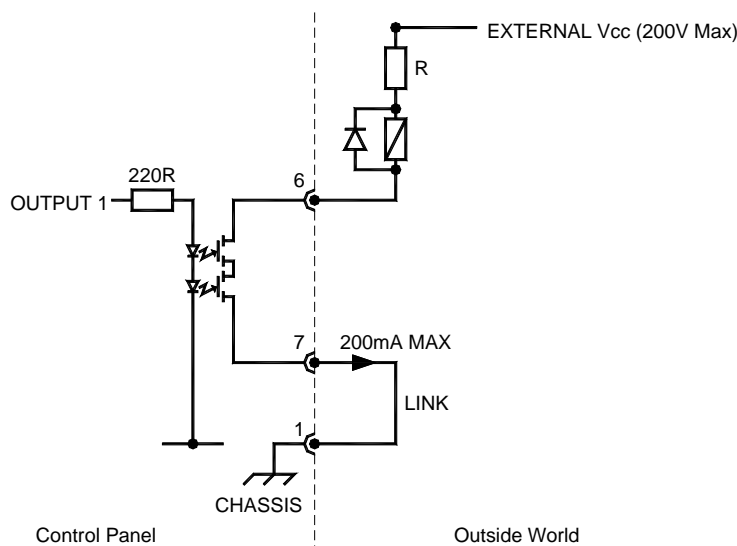 EXTERNAL Vcc (200V Max)
R
220R
6
OUTPUT 1
7
200mA MAX
LINK
1
CHASSIS
Control Panel
Outside World